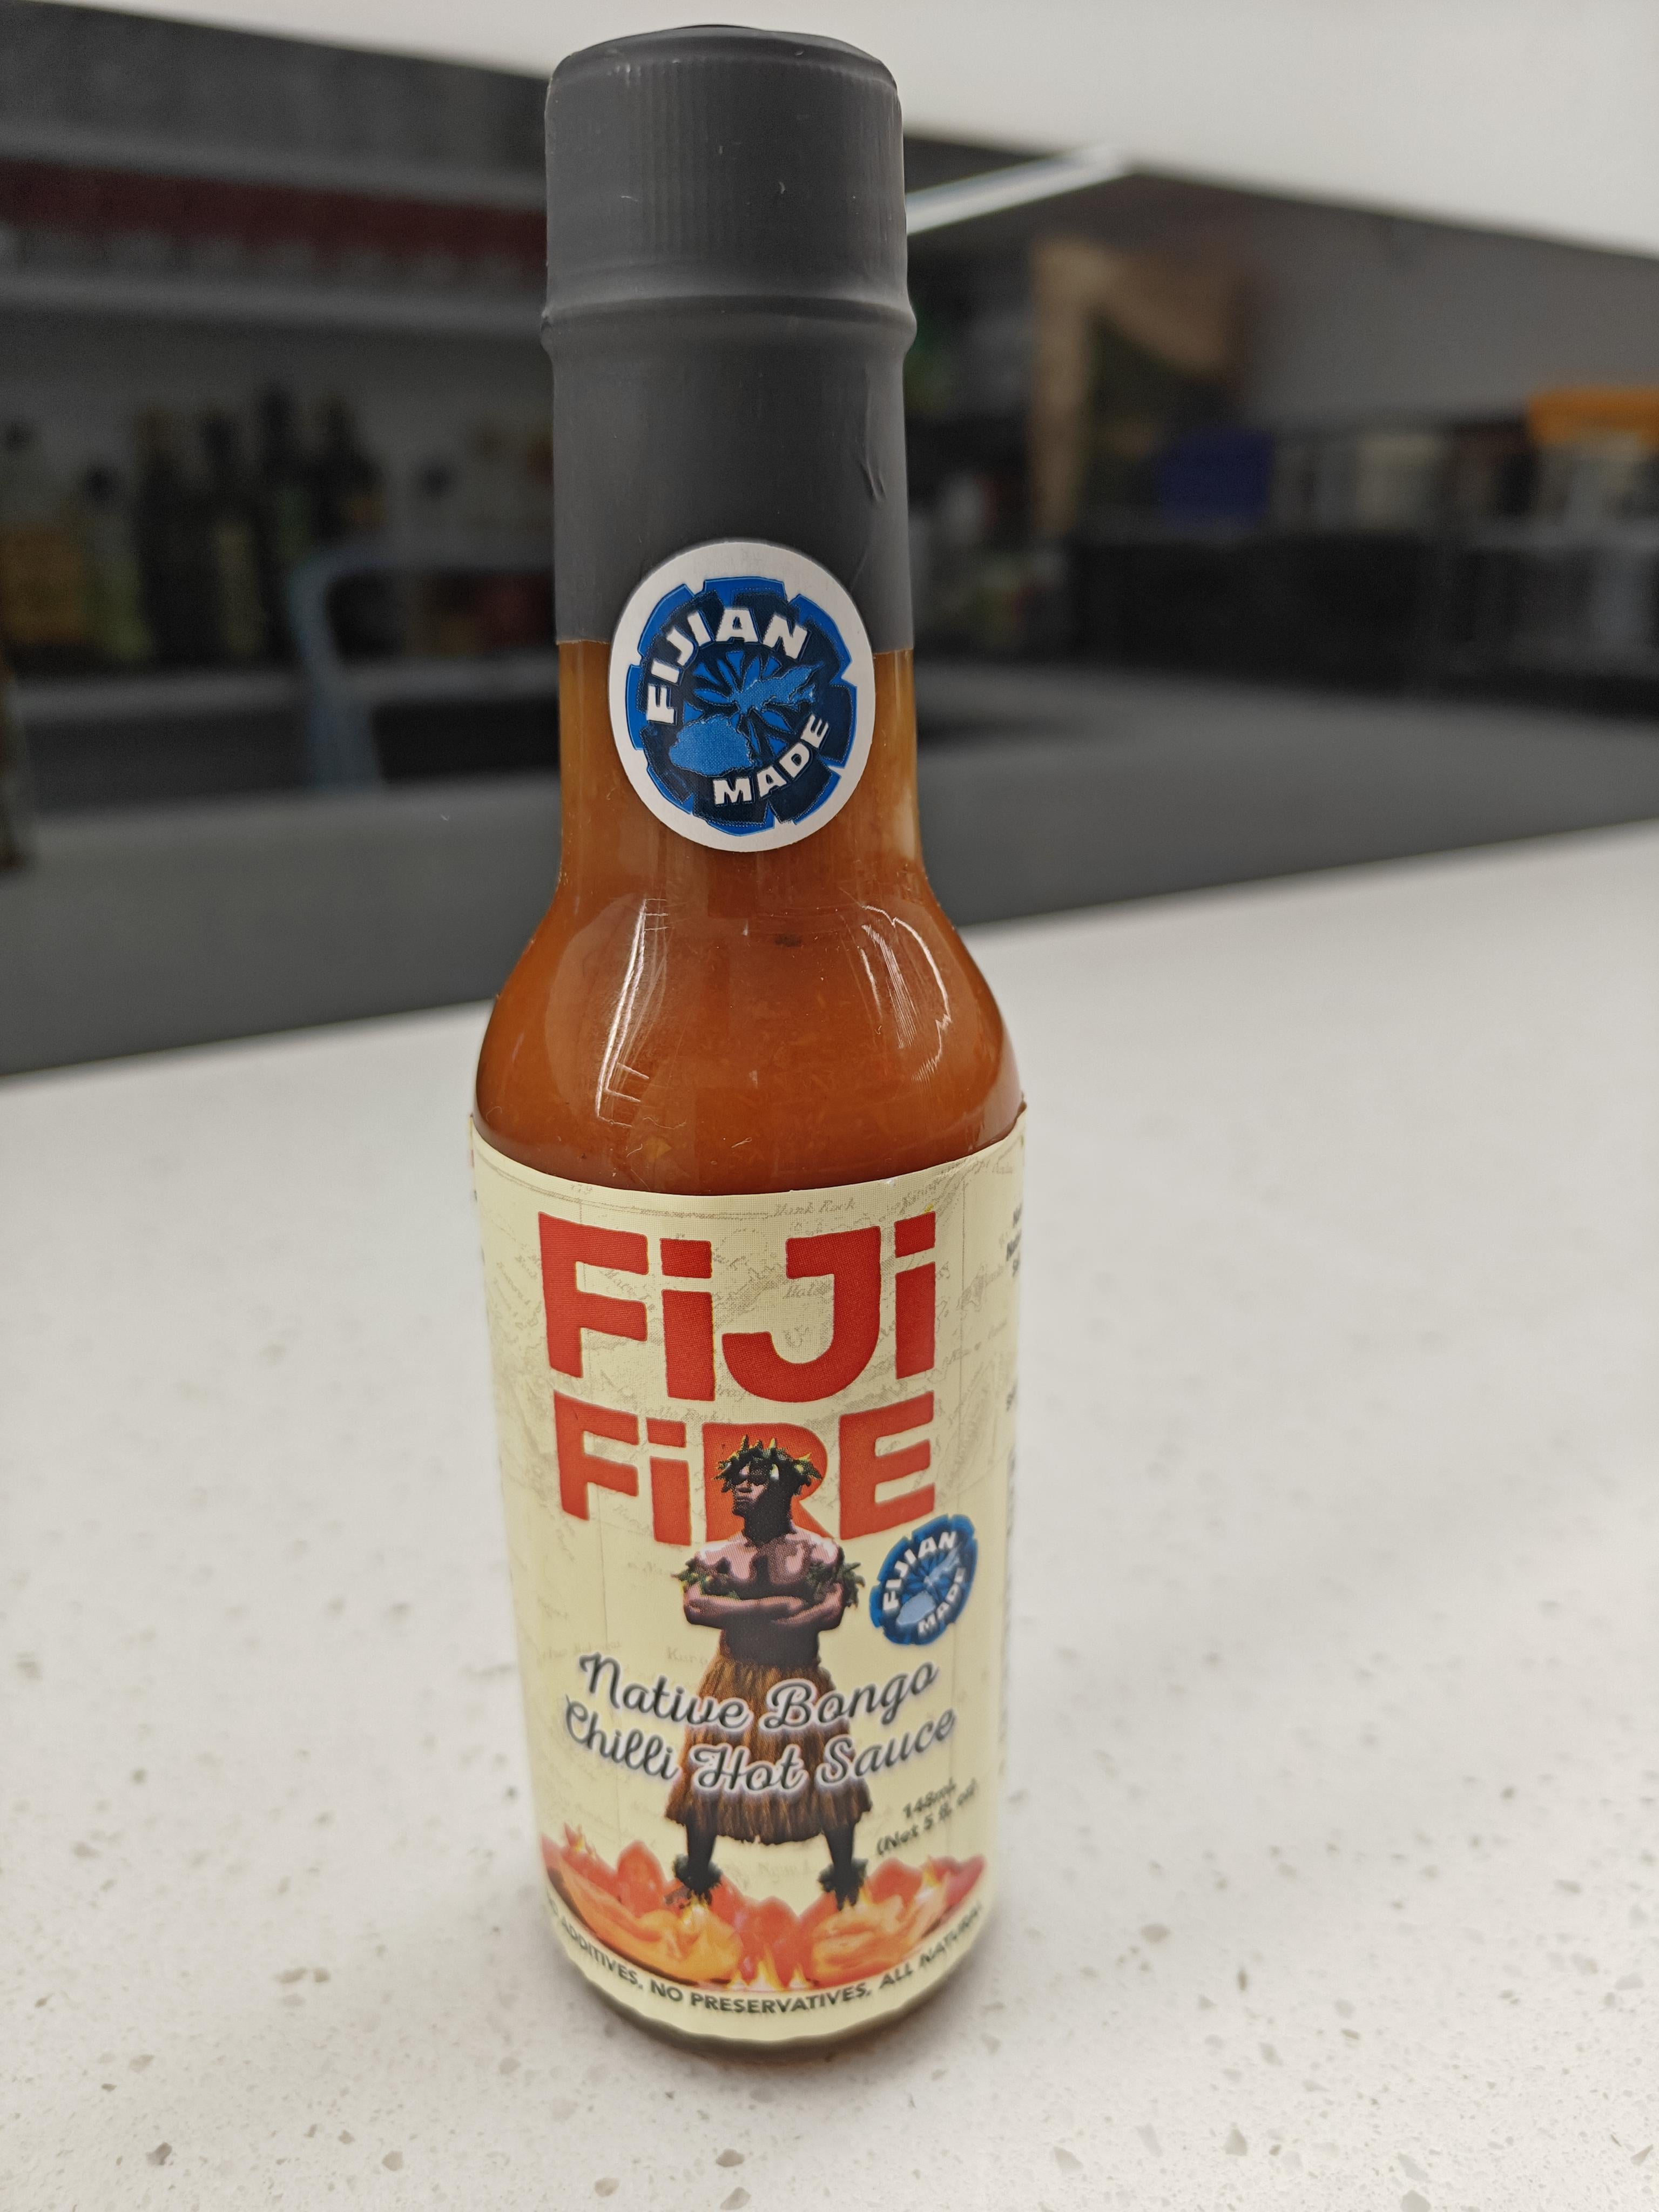 FIJIAN
MADE
FiJi
FiRE
FIJIAN
MADE
Native Bongo
Chilli Hot Sauce
148ml
(Net 5 fl. oz)
ADDITIVES, NO PRESERVATIVES, ALL NATURAL